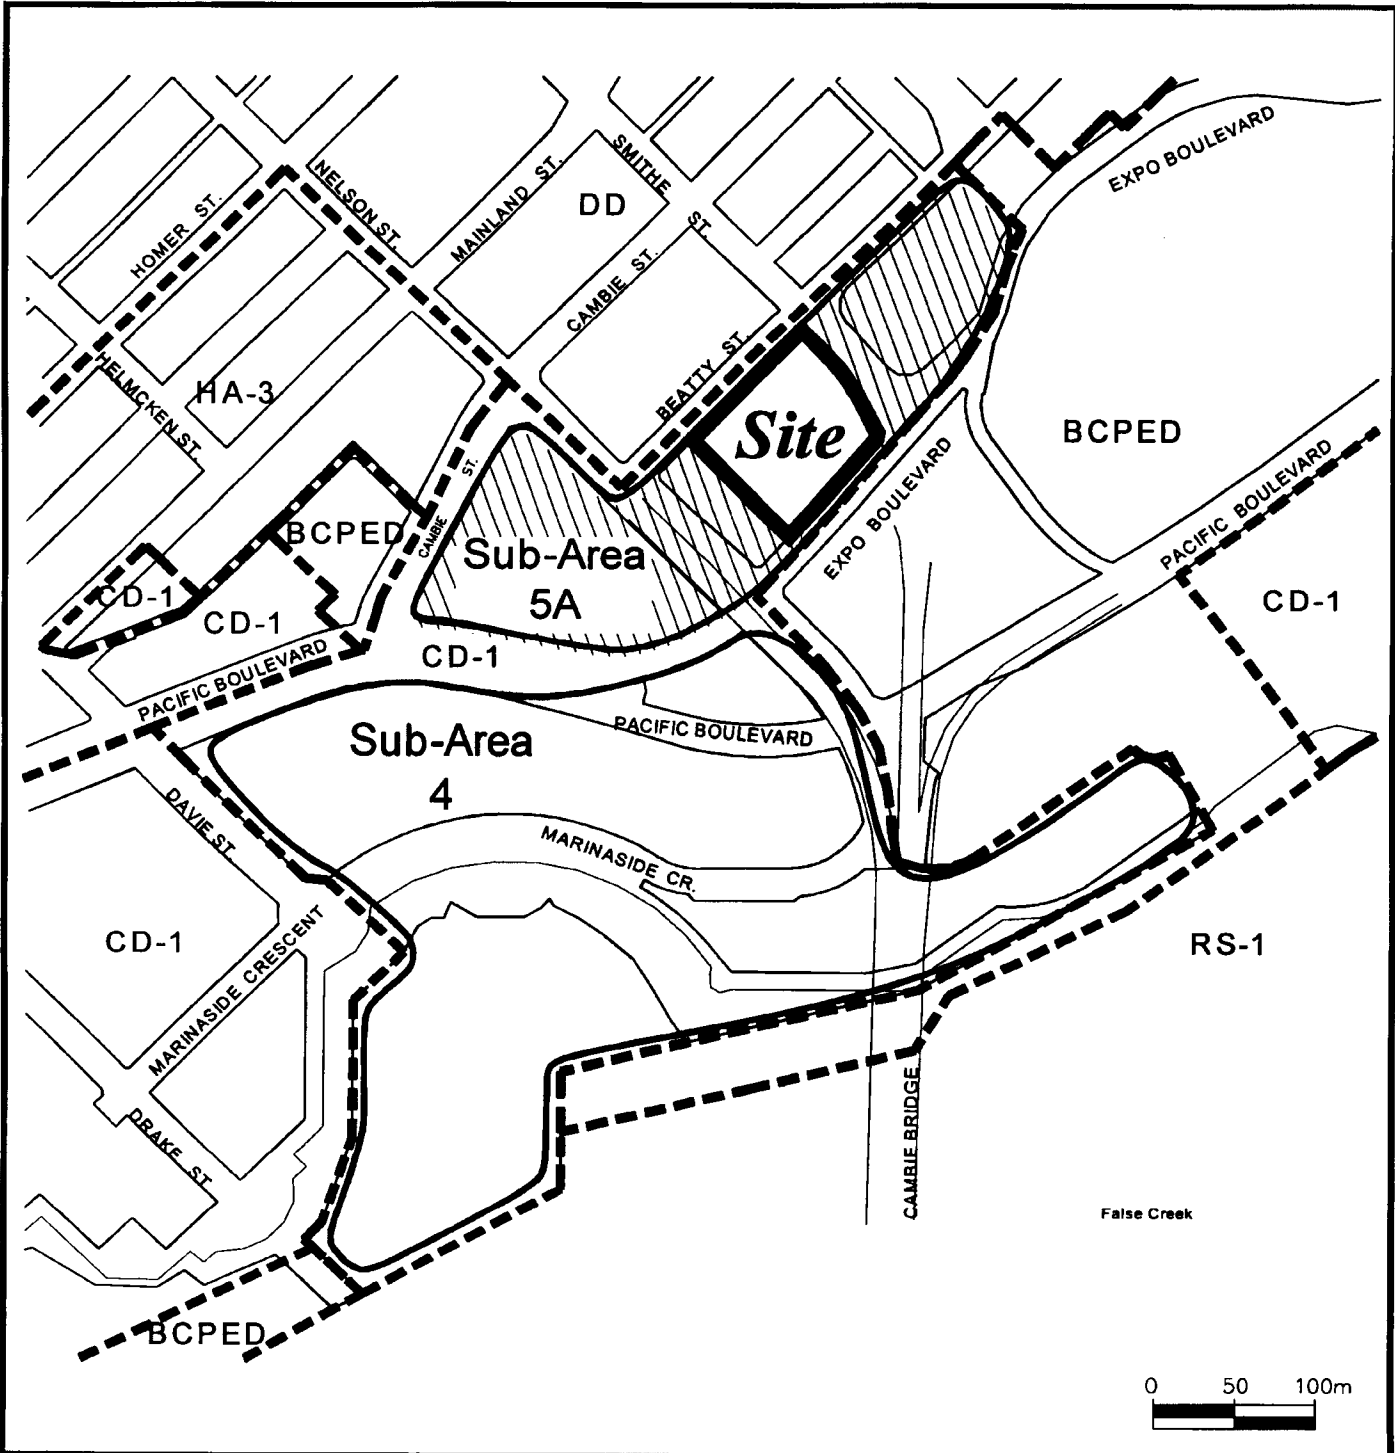 EXPO BOULEVARD
NELSON ST.
SMITHE
ST.
MAINLAND ST.
DD
HOMER ST.
CAMBIE ST.
BEATTY ST.
HELMCKEN ST.
HA-3
Site
BCPED
PACIFIC BOULEVARD
EXPO BOULEVARD
CAMBIE ST.
BCPED
Sub-Area
5A
CD-1
CD-1
CD-1
CD-1
PACIFIC BOULEVARD
Sub-Area
4
PACIFIC BOULEVARD
DAVIE ST.
MARINASIDE CR.
CD-1
MARINASIDE CRESCENT
RS-1
DRAKE ST.
CAMBIE BRIDGE
False Creek
BCPED
0 50 100m